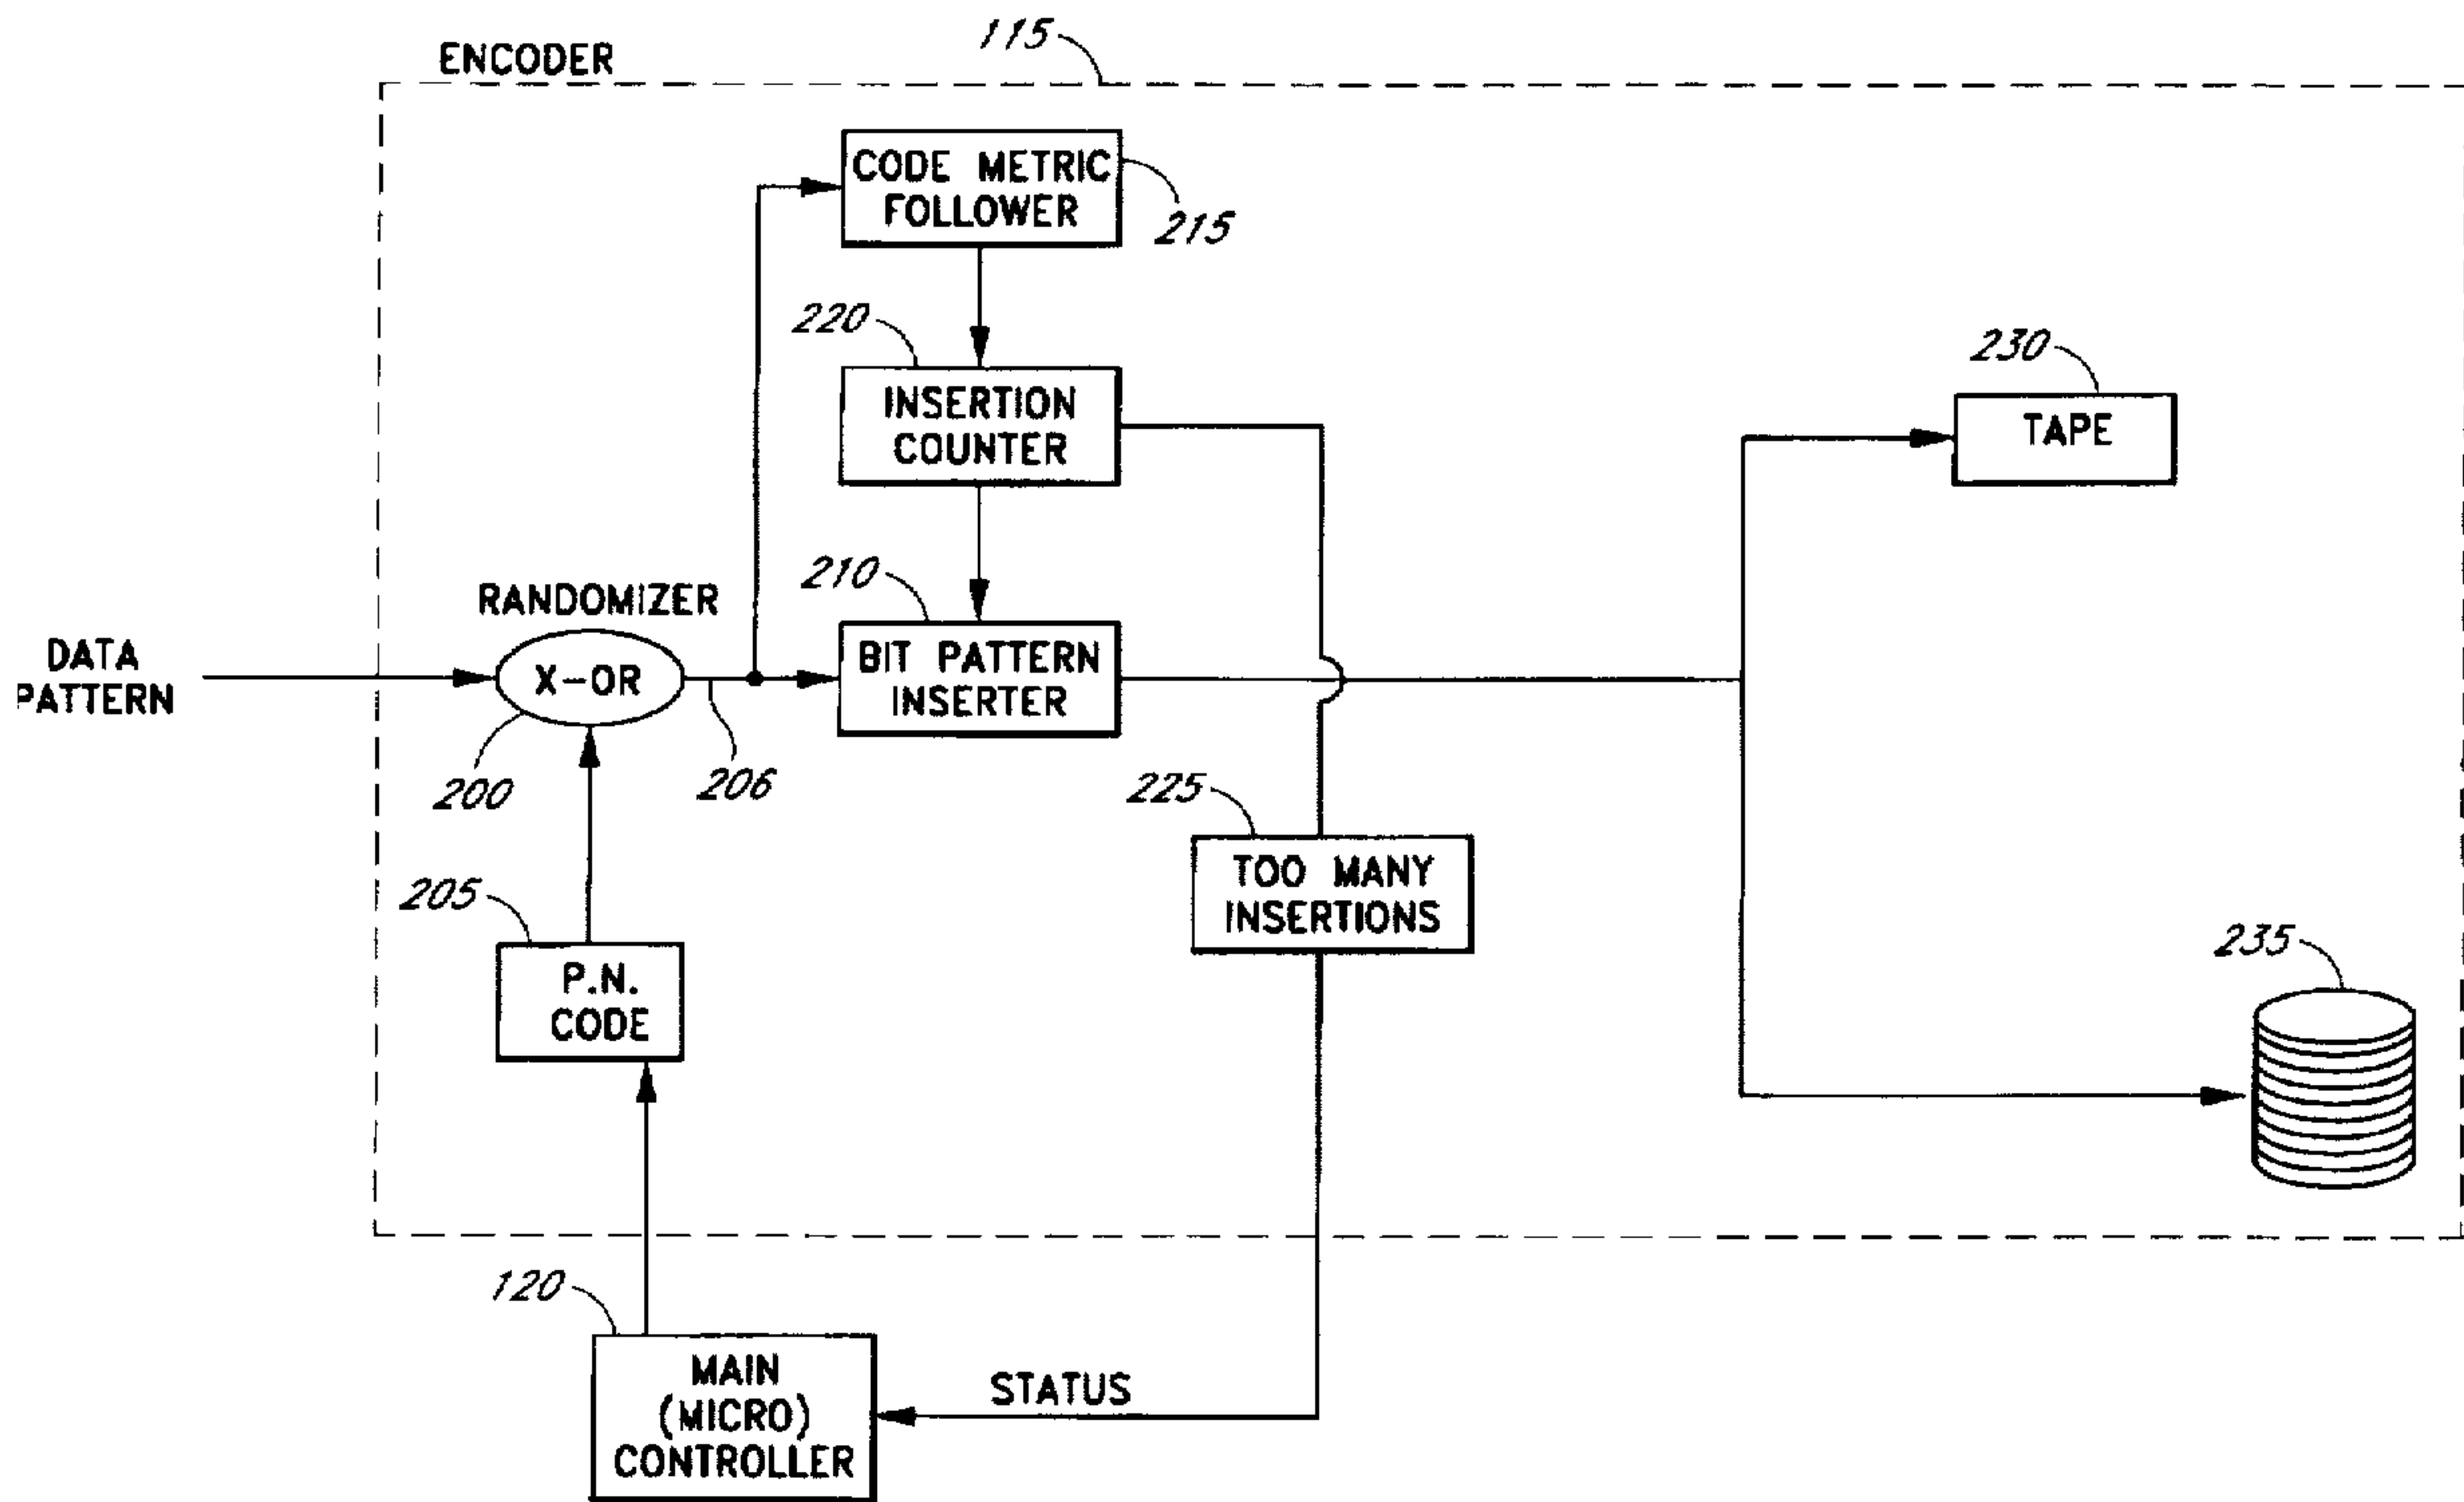 115
ENCODER
CODE METRIC
FOLLOWER
215
220
INSERTION
COUNTER
230
TAPE
210
RANDOMIZER
DATA
PATTERN
X-OR
BIT PATTERN
INSERTER
200
206
225
TOO MANY
INSERTIONS
205
P.N.
CODE
235
120
MAIN
(MICRO)
CONTROLLER
STATUS